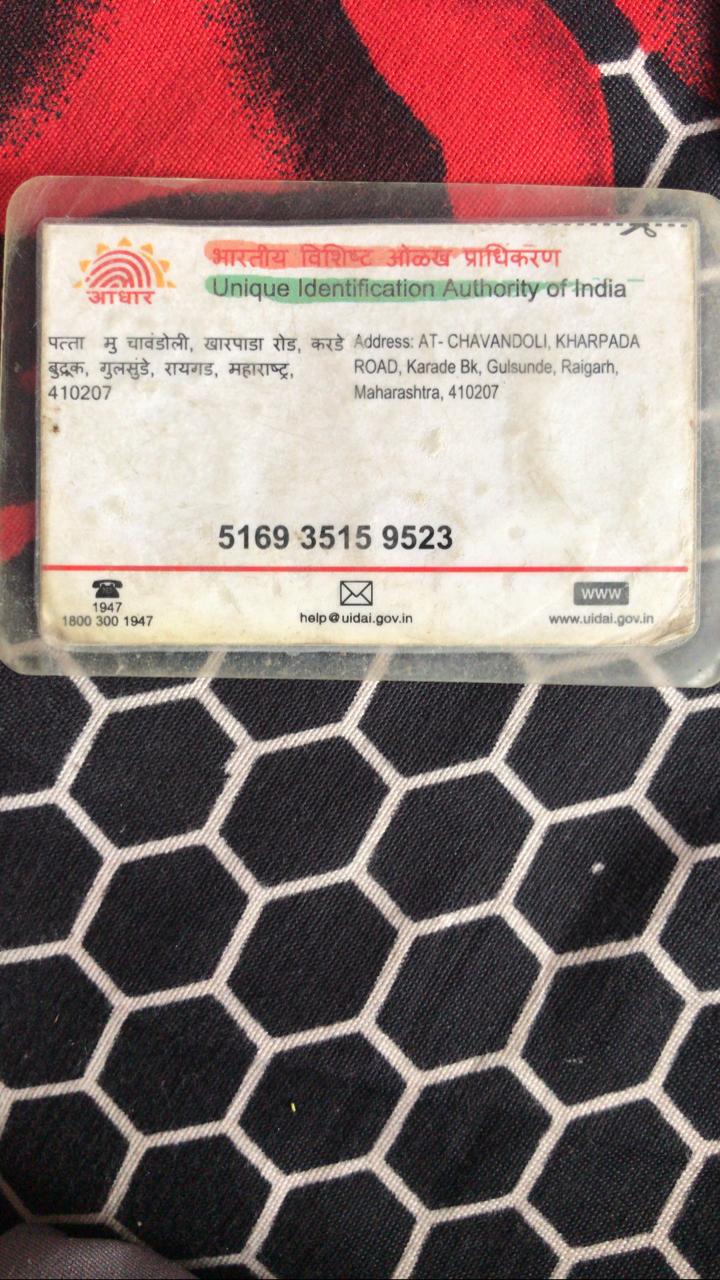 भारतीय विशिष्ट ओळख प्राधिकरण
Unique Identification Authority of India
आधार
पत्ता मु चावंडोली, खारपाडा रोड, करडे
बुद्रूक, गुलसुंडे, रायगड, महाराष्ट्र,
410207
Address: AT- CHAVANDOLI, KHARPADA
ROAD, Karade Bk, Gulsunde, Raigarh,
Maharashtra, 410207
5169 3515 9523
1947
1800 300 1947
help@uidai.gov.in
WWW
www.uidai.gov.in